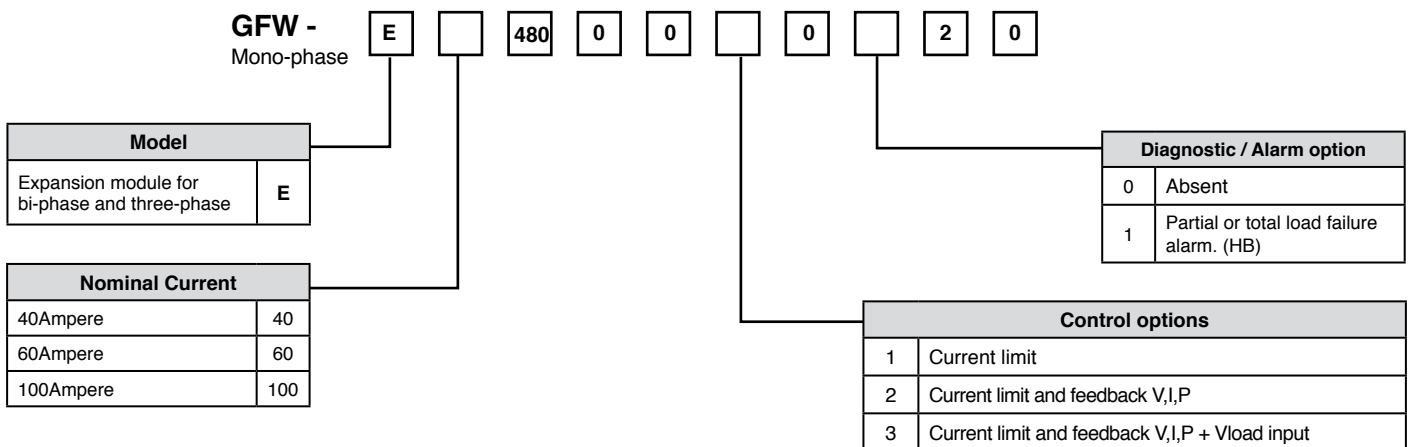 GFW - E 480 0 0 0 2 0
Mono-phase
Model
Expansion module for
bi-phase and three-phase
E
Nominal Current
40Ampere 40
60Ampere 60
100Ampere 100
Diagnostic / Alarm option
0 Absent
1 Partial or total load failure
alarm. (HB)
Control options
1 Current limit
2 Current limit and feedback V,I,P
3 Current limit and feedback V,I,P + Vload input